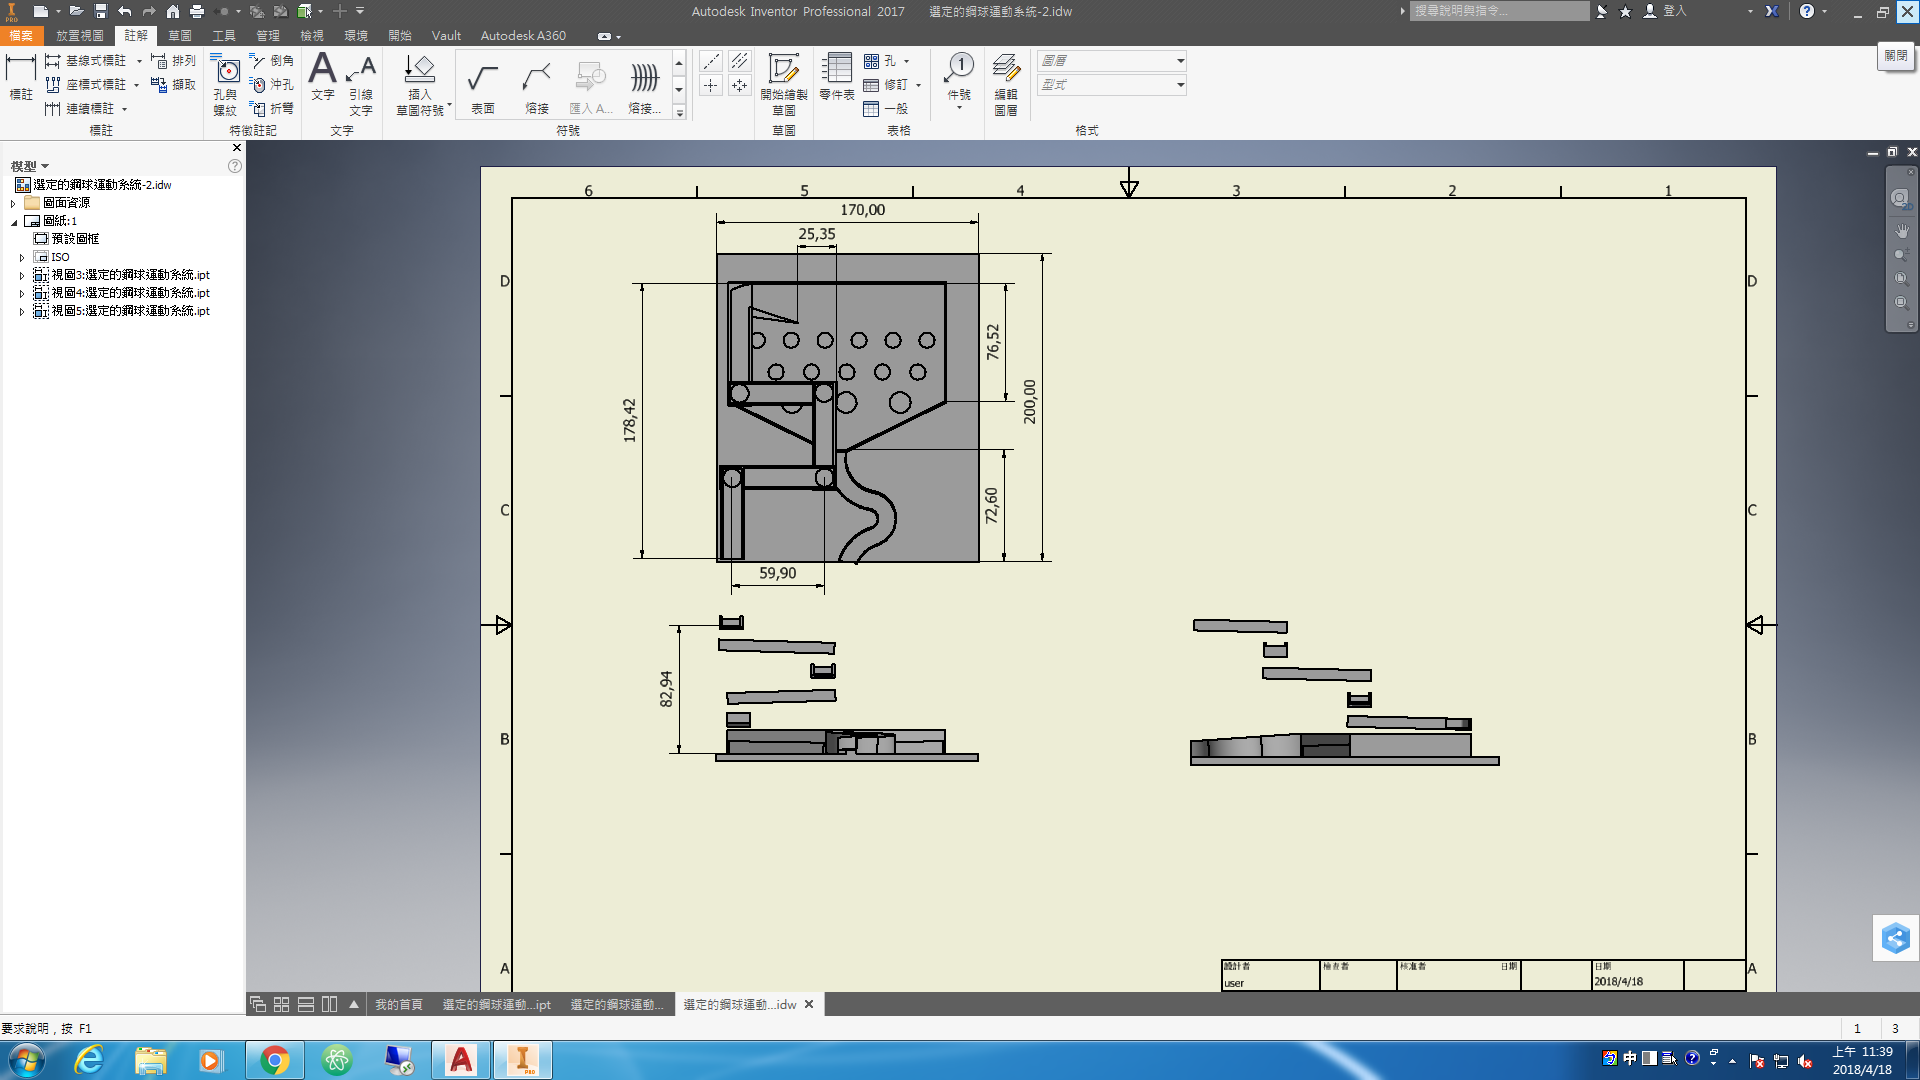 I PRO
Autodesk Inventor Professional 2017 選定的鋼球運動系統-2.idw
搜尋說明與指令...
登入
檔案 放置視圖 註解 草圖 工具 管理 檢視 環境 開始 Vault Autodesk A360
關閉
標註
基線式標註
座標式標註
連續標註
排列
擷取
標註
孔與
螺紋
倒角
沖孔
折彎
特徵註記
文字
引線
文字
文字
插入
草圖符號
表面
熔接
匯入 A...
熔接...
符號
開始繪製
草圖
草圖
零件表
孔
修訂
一般
表格
1
件號
編輯
圖層
圖層
型式
格式
模型
選定的鋼球運動系統-2.idw
圖面資源
圖紙:1
預設圖框
ISO
視圖3:選定的鋼球運動系統.ipt
視圖4:選定的鋼球運動系統.ipt
視圖5:選定的鋼球運動系統.ipt
2D
6 5 4 3 2 1
D D
C C
B B
A A
170,00
25,35
76,52
200,00
178,42
72,60
59,90
82,94
設計者 檢查者 核准者 日期 日期
user 2018/4/18
我的首頁 選定的鋼球運動...ipt 選定的鋼球運動... 選定的鋼球運動...idw
要求說明，按 F1
1 3
中
上午 11:39
2018/4/18